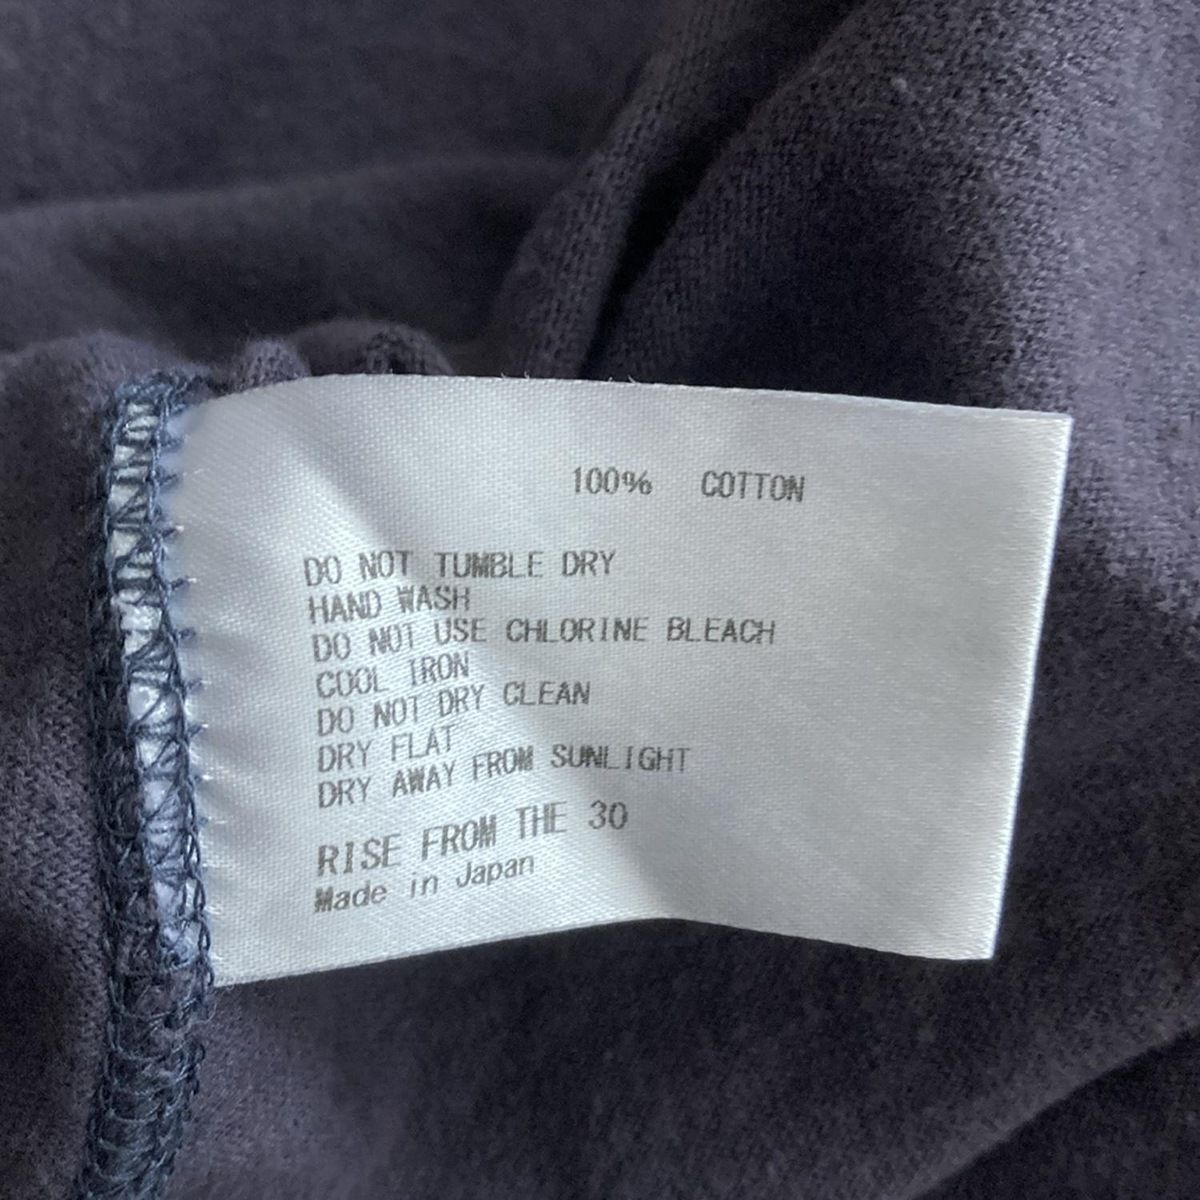 100% COTTON
DO NOT TUMBLE DRY
HAND WASH
DO NOT USE CHLORINE BLEACH
COOL IRON
DO NOT DRY CLEAN
DRY FLAT
DRY AWAY FROM SUNLIGHT
RISE FROM THE 30
Made in Japan